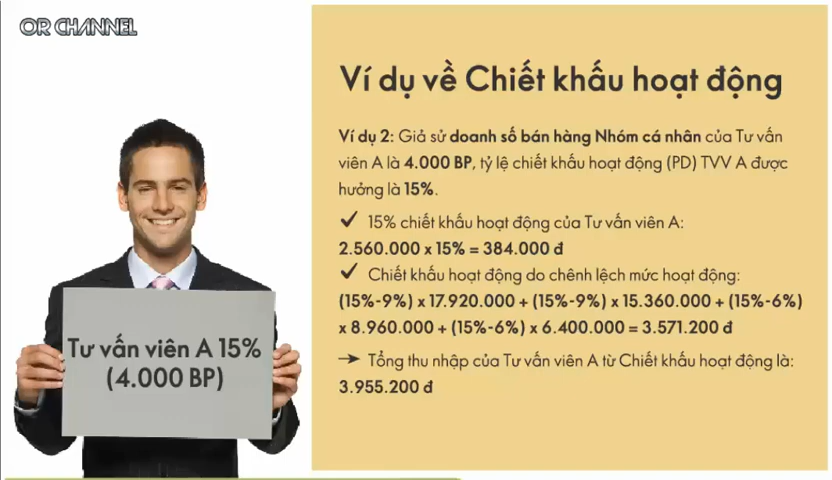 OR CHANNEL
Ví dụ về Chiết khấu hoạt động
Ví dụ 2: Giả sử doanh số bán hàng Nhóm cá nhân của Tư vấn
viên A là 4.000 BP, tỷ lệ chiết khấu hoạt động (PD) TVV A được
hưởng là 15%.
✓ 15% chiết khấu hoạt động của Tư vấn viên A:
2.560.000 x 15% = 384.000 đ
✓ Chiết khấu hoạt động do chênh lệch mức hoạt động:
(15%-9%) x 17.920.000 + (15%-9%) x 15.360.000 + (15%-6%)
x 8.960.000 + (15%-6%) x 6.400.000 = 3.571.200 đ
→ Tổng thu nhập của Tư vấn viên A từ Chiết khấu hoạt động là:
3.955.200 đ
Tư vấn viên A 15%
(4.000 BP)